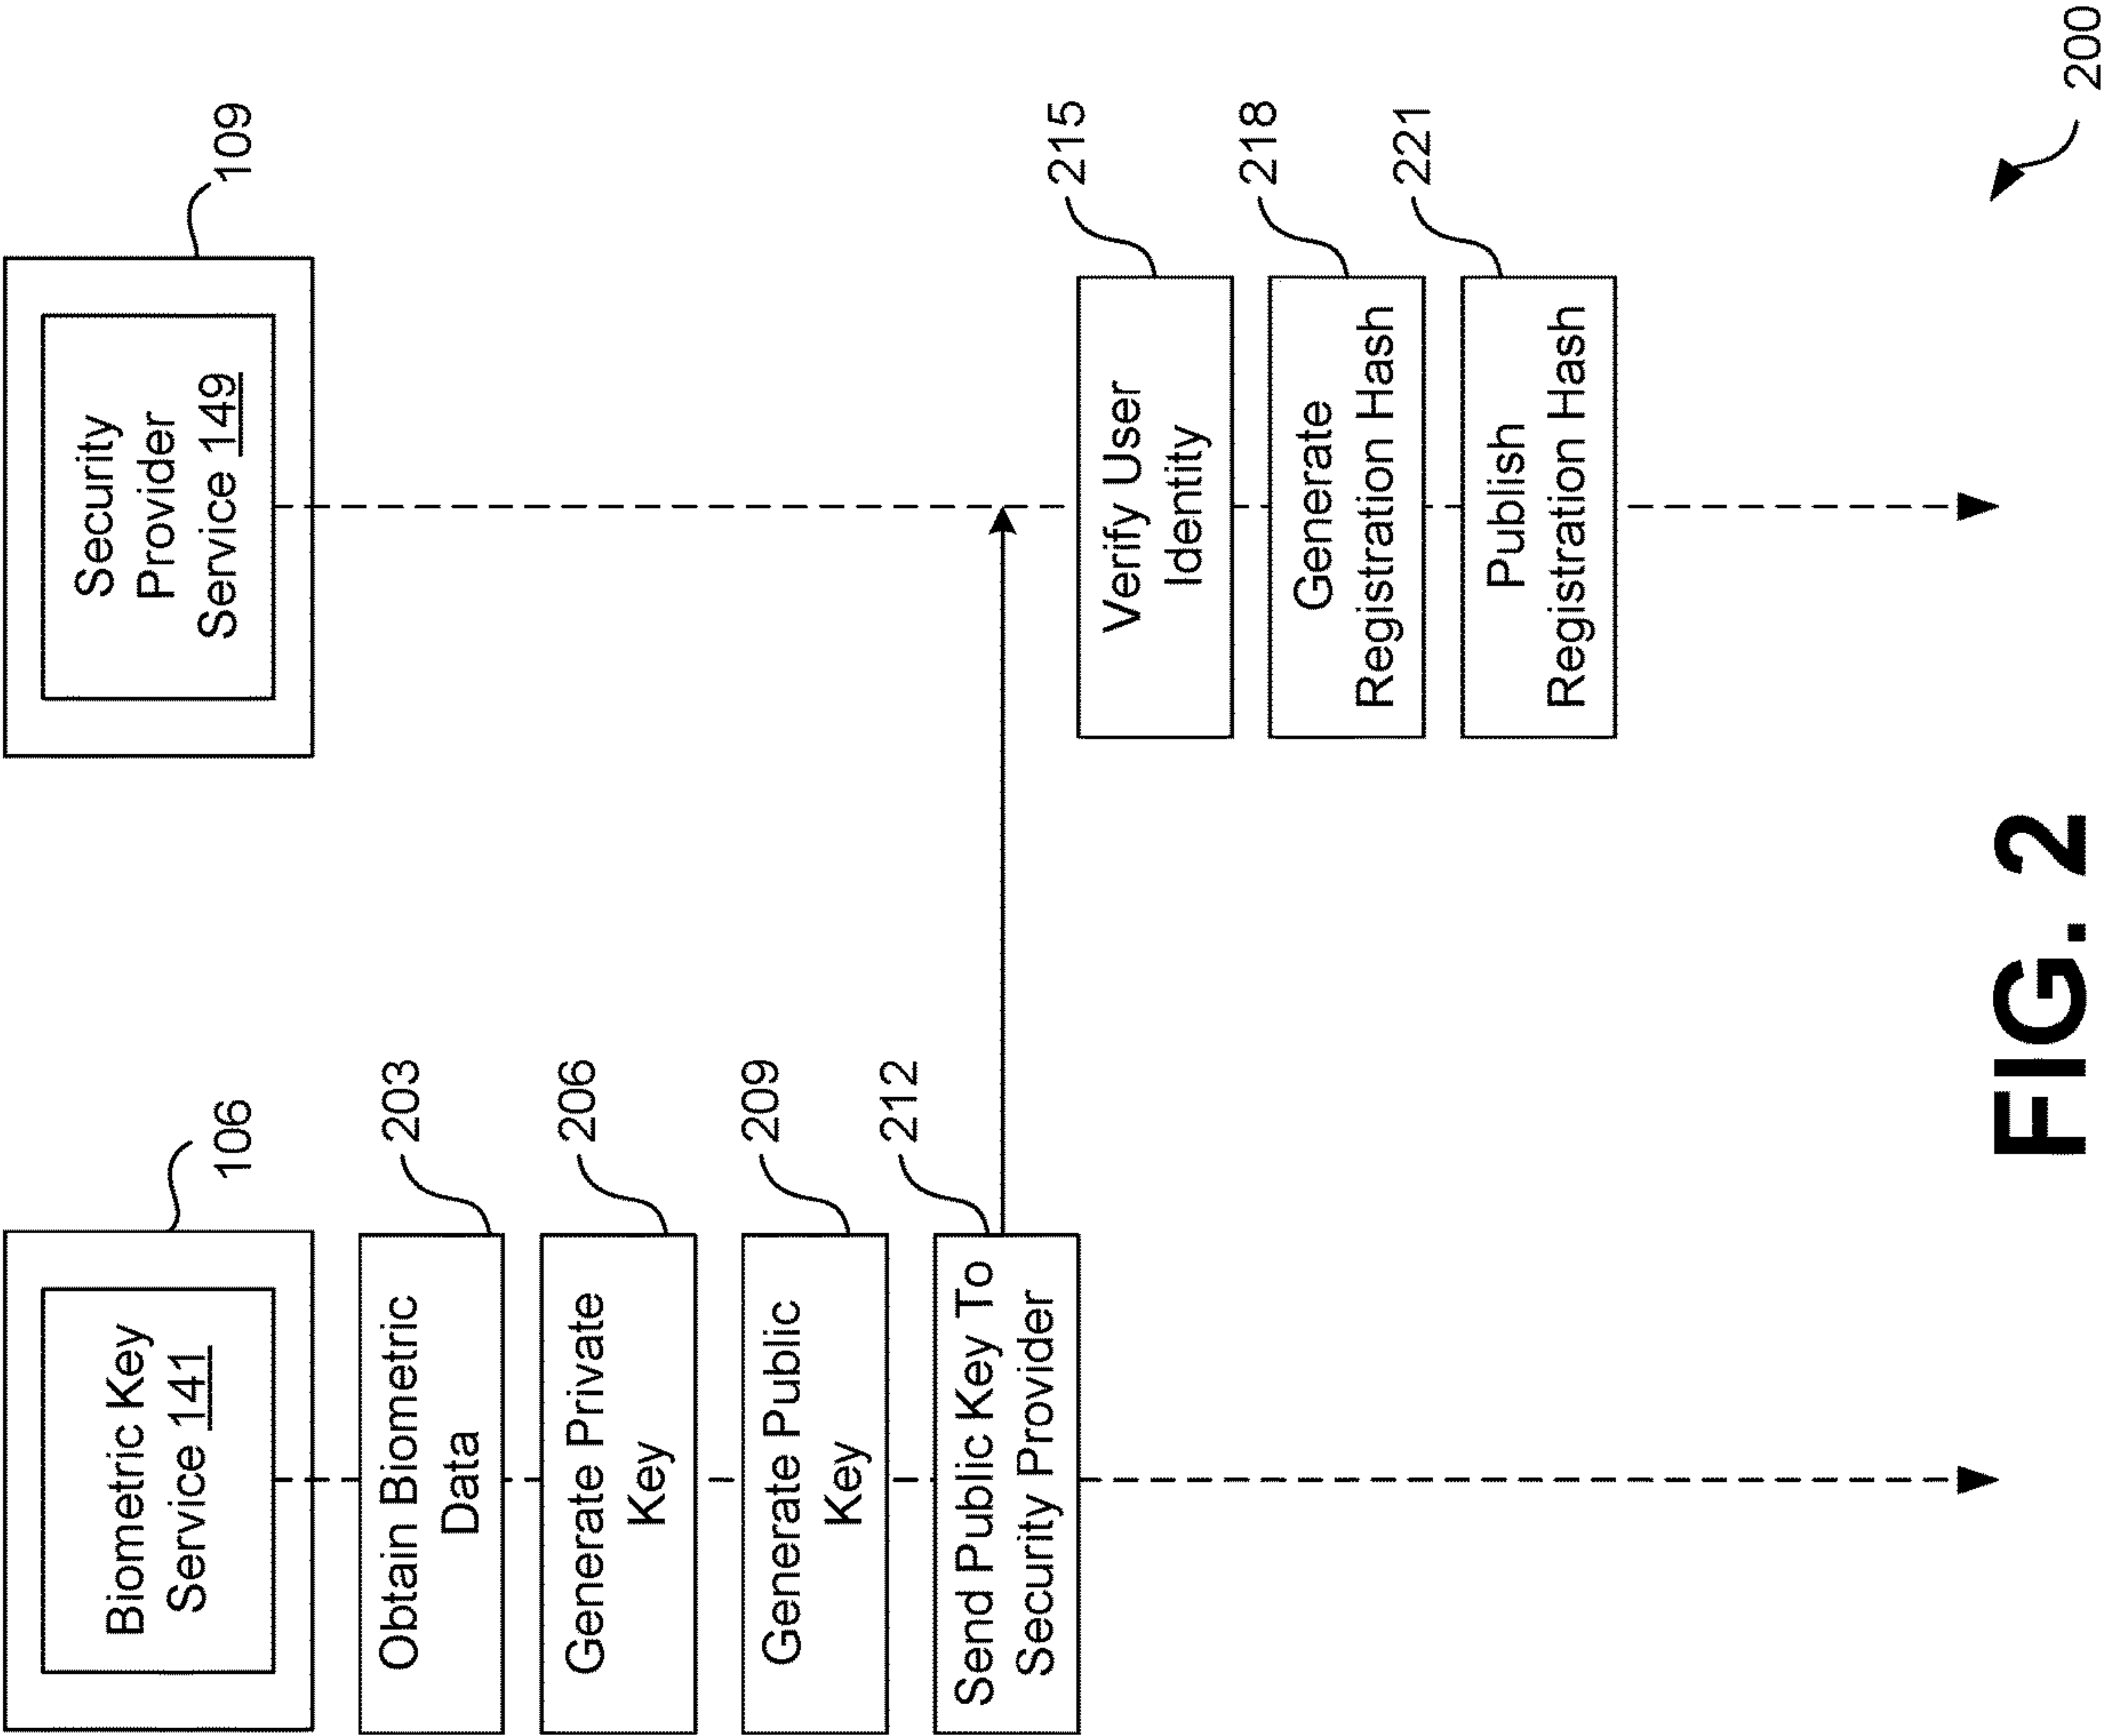 Biometric Key
Service 141
106
Security
Provider
Service 149
109
Obtain Biometric
Data
203
Generate Private
Key
206
Generate Public
Key
209
Send Public Key To
Security Provider
212
Verify User
Identity
215
Generate
Registration Hash
218
Publish
Registration Hash
221
FIG. 2
200